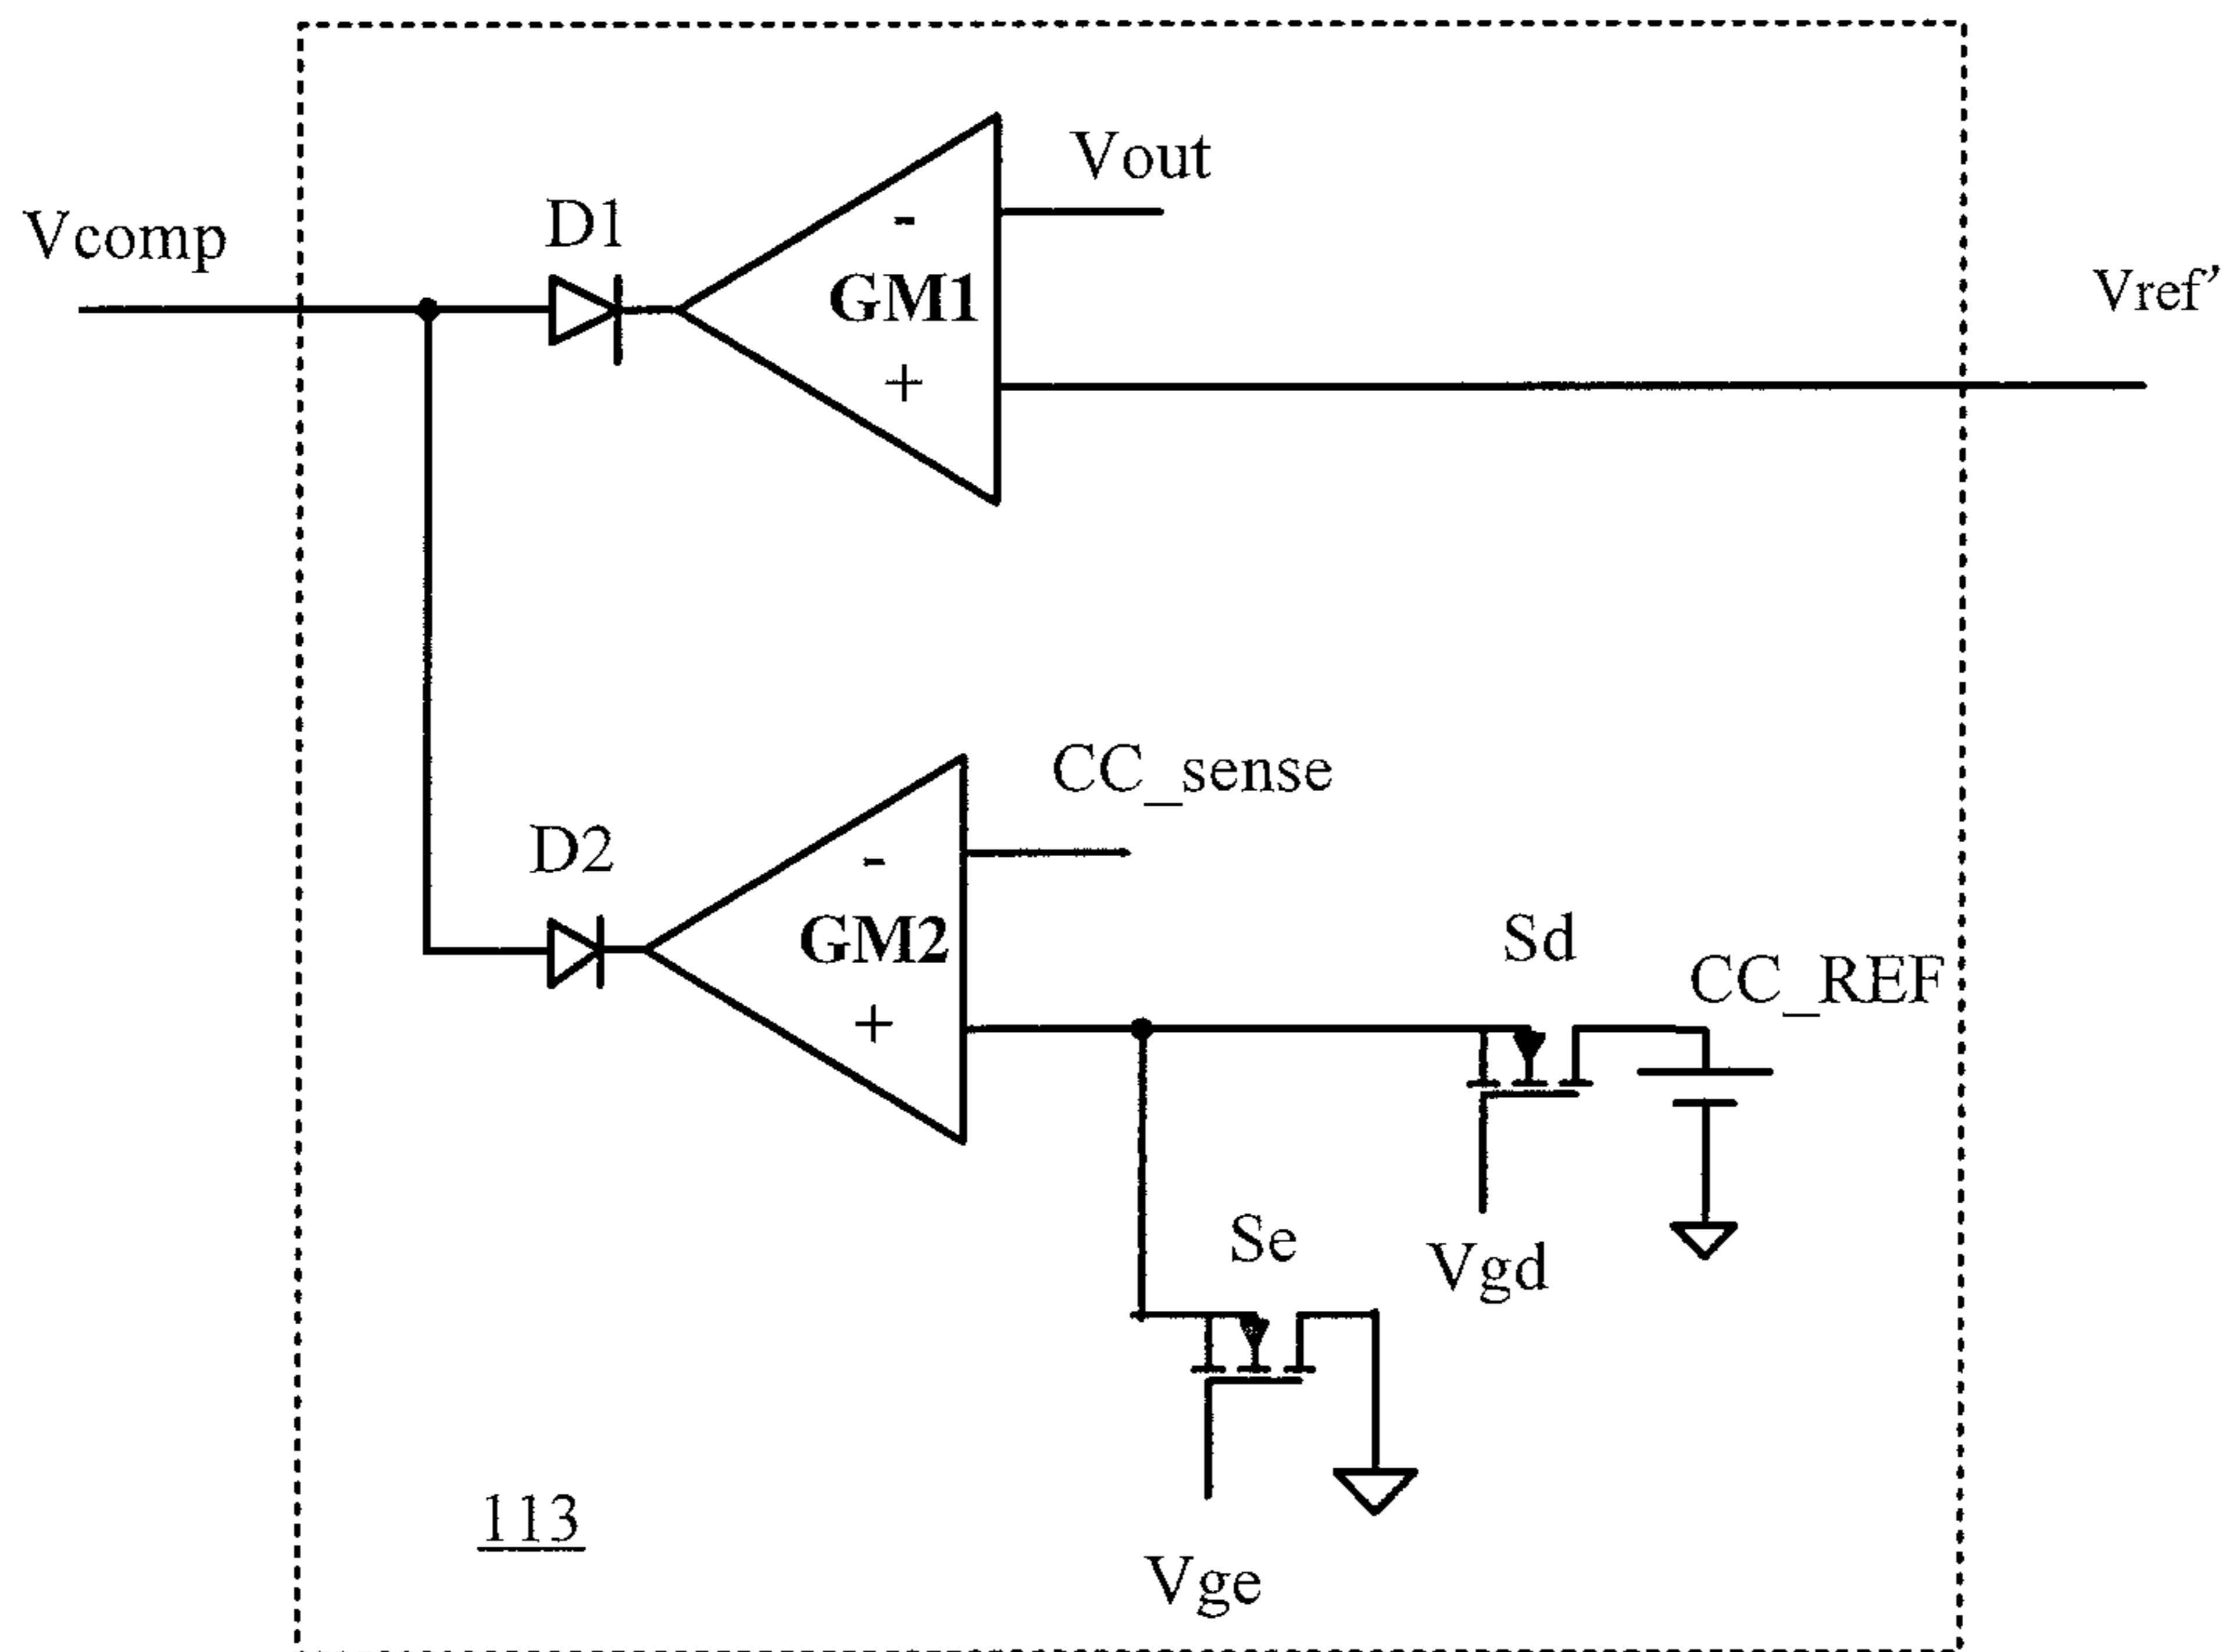 Vout
D1
Vcomp
-
GM1
Vref'
+
CC_sense
D2
-
GM2
Sd
CC_REF
+
Se
Vgd
113
Vge